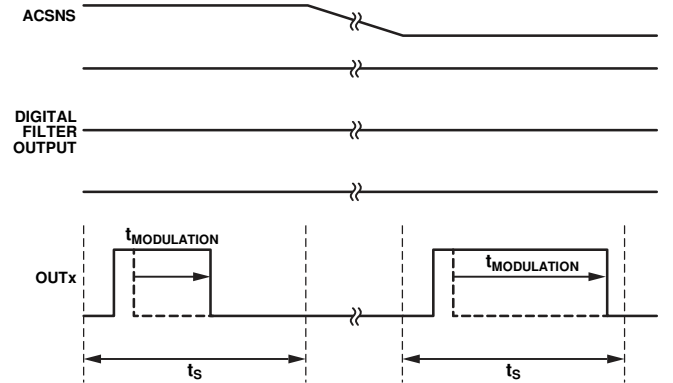 ACSNS
DIGITAL
FILTER
OUTPUT
tMODULATION
OUTx
tMODULATION
tS
tS